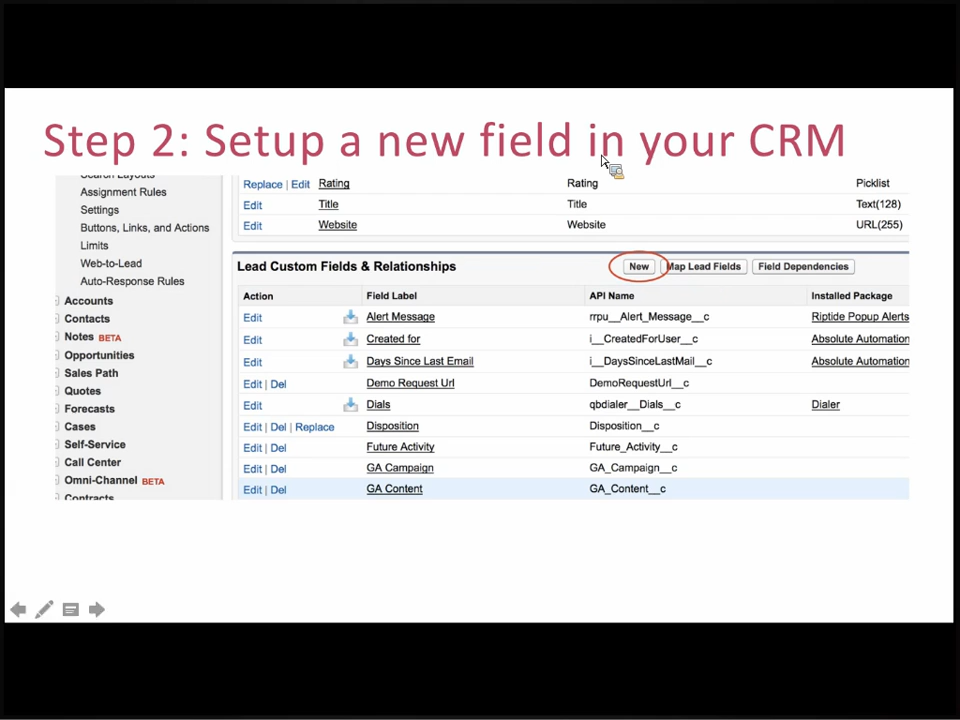 Step 2: Setup a new field in your CRM
Search Layouts
Assignment Rules
Settings
Buttons, Links, and Actions
Limits
Web-to-Lead
Auto-Response Rules
Accounts
Contacts
Notes BETA
Opportunities
Sales Path
Quotes
Forecasts
Cases
Self-Service
Call Center
Omni-Channel BETA
Contracts
Replace | Edit Rating Rating Picklist
Edit Title Title Text(128)
Edit Website Website URL(255)
Lead Custom Fields & Relationships New Map Lead Fields Field Dependencies
Action Field Label API Name Installed Package
Edit Alert Message rrpu__Alert_Message__c Riptide Popup Alerts
Edit Created for i__CreatedForUser__c Absolute Automation
Edit Days Since Last Email i__DaysSinceLastMail__c Absolute Automation
Edit | Del Demo Request Url DemoRequestUrl__c
Edit Dials qbdialer__Dials__c Dialer
Edit | Del | Replace Disposition Disposition__c
Edit | Del Future Activity Future_Activity__c
Edit | Del GA Campaign GA_Campaign__c
Edit | Del GA Content GA_Content__c